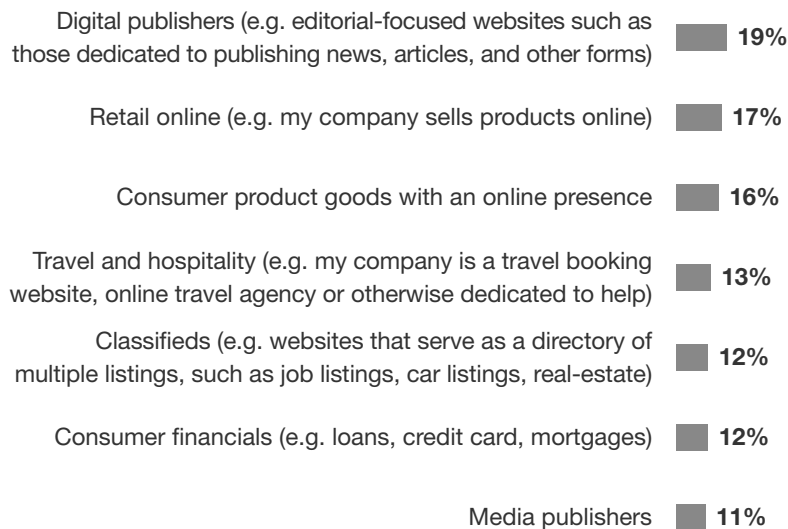 Digital publishers (e.g. editorial-focused websites such as
those dedicated to publishing news, articles, and other forms)
19%
Retail online (e.g. my company sells products online)
17%
Consumer product goods with an online presence
16%
Travel and hospitality (e.g. my company is a travel booking
website, online travel agency or otherwise dedicated to help)
13%
Classifieds (e.g. websites that serve as a directory of
multiple listings, such as job listings, car listings, real-estate)
12%
Consumer financials (e.g. loans, credit card, mortgages)
12%
Media publishers
11%